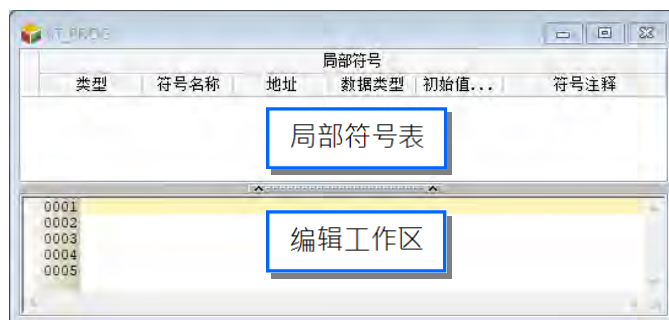 局部符号
类型 符号名称 地址 数据类型 初始值... 符号注释
局部符号表
0001
0002
编辑工作区
0003
0004
0005